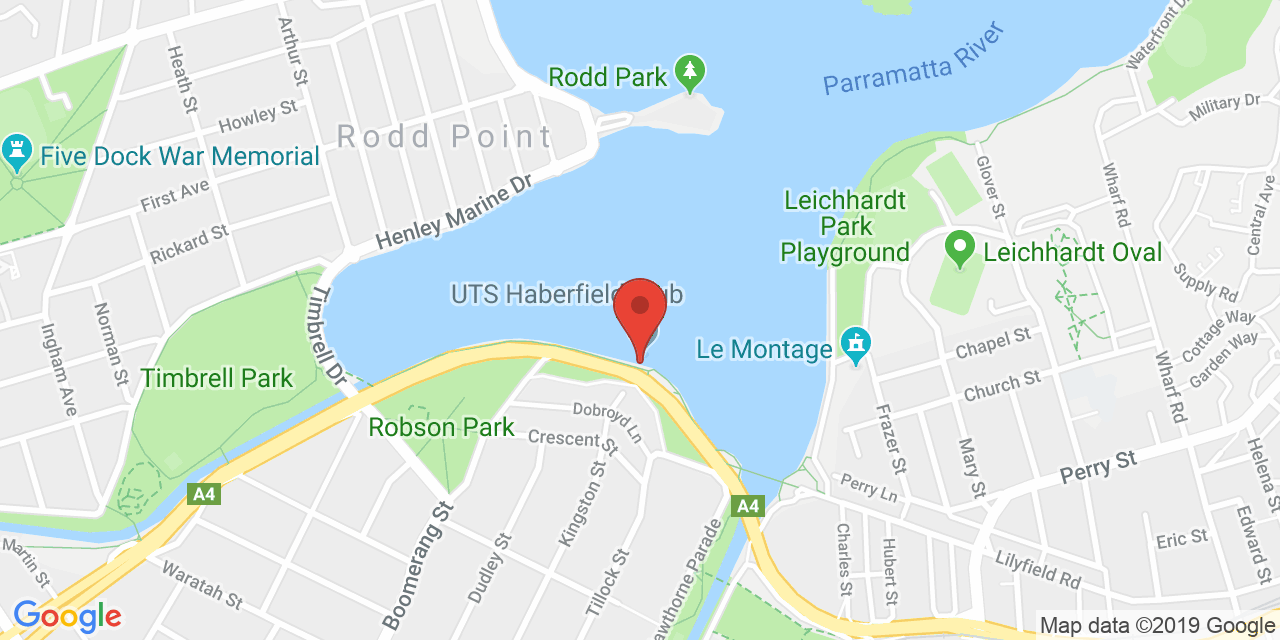 Waterfront Dr
Arthur St
Heath St
Rodd Park
Parramatta River
Military Dr
Howley St
Rodd Point
Five Dock War Memorial
First Ave
Glover St
Wharf Rd
Central Ave
Henley Marine Dr
Leichhardt
Park
Playground
Rickard St
Leichhardt Oval
Supply Rd
UTS Haberfield
Timbrell Dr
Norman St
Ingham Ave
Cottage Way
Garden Way
Le Montage
Chapel St
Church St
Wharf Rd
Timbrell Park
Robson Park
Dobroyd Ln
Crescent St
Frazer St
Mary St
Perry St
Helena St
Kingston St
A4
A4
Perry Ln
Edward St
Boomerang St
Dudley St
Tillock St
Charles St
Hubert St
Lilyfield Rd
Eric St
Martin St
Waratah St
Parade
Google
Map data ©2019 Google